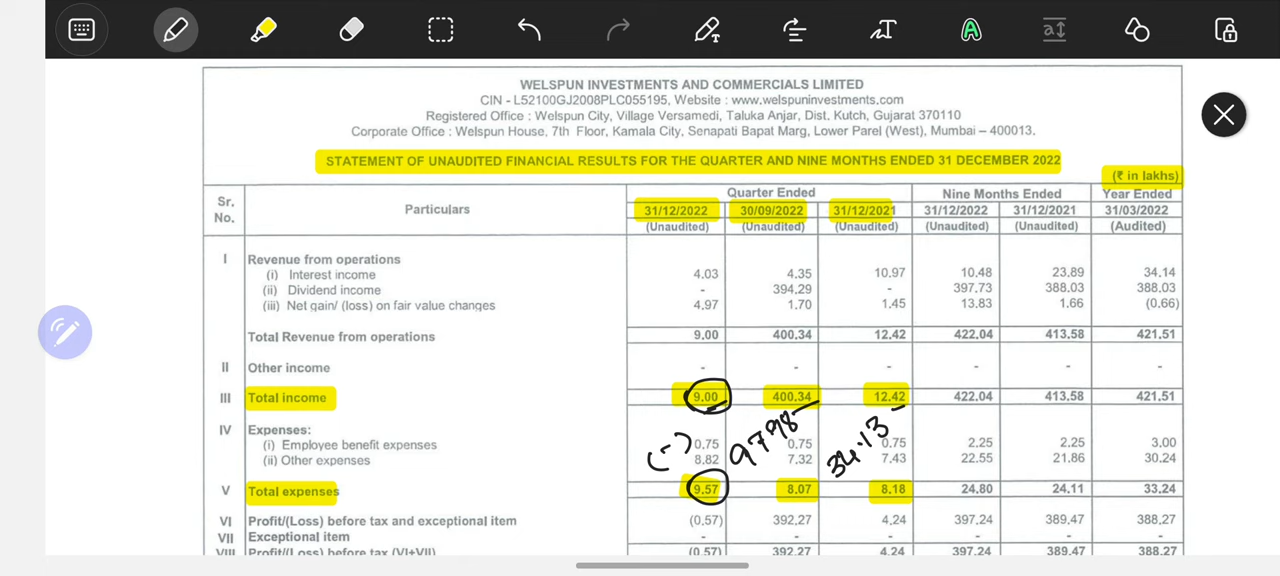 WELSPUN INVESTMENTS AND COMMERCIALS LIMITED
CIN - L52100GJ2008PLC055195, Website : www.welspuninvestments.com
Registered Office : Welspun City, Village Versamedi, Taluka Anjar, Dist. Kutch, Gujarat 370110
Corporate Office : Welspun House, 7th Floor, Kamala City, Senapati Bapat Marg, Lower Parel (West), Mumbai – 400013.
STATEMENT OF UNAUDITED FINANCIAL RESULTS FOR THE QUARTER AND NINE MONTHS ENDED 31 DECEMBER 2022
(₹ in lakhs)
Sr. No. Particulars Quarter Ended Nine Months Ended Year Ended
31/12/2022 30/09/2022 31/12/2021 31/12/2022 31/12/2021 31/03/2022
(Unaudited) (Unaudited) (Unaudited) (Unaudited) (Unaudited) (Audited)
I Revenue from operations
(i) Interest income 4.03 4.35 10.97 10.48 23.89 34.14
(ii) Dividend income - 394.29 - 397.73 388.03 388.03
(iii) Net gain/ (loss) on fair value changes 4.97 1.70 1.45 13.83 1.66 (0.66)
Total Revenue from operations 9.00 400.34 12.42 422.04 413.58 421.51
II Other income - - - - - -
III Total income 9.00 400.34 12.42 422.04 413.58 421.51
(-) 97.98 34.13
IV Expenses:
(i) Employee benefit expenses 0.75 0.75 0.75 2.25 2.25 3.00
(ii) Other expenses 8.82 7.32 7.43 22.55 21.86 30.24
V Total expenses 9.57 8.07 8.18 24.80 24.11 33.24
VI Profit/(Loss) before tax and exceptional item (0.57) 392.27 4.24 397.24 389.47 388.27
VII Exceptional item - - - - - -
VIII Profit/(Loss) before tax (VI+VII) (0.57) 392.27 4.24 397.24 389.47 388.27